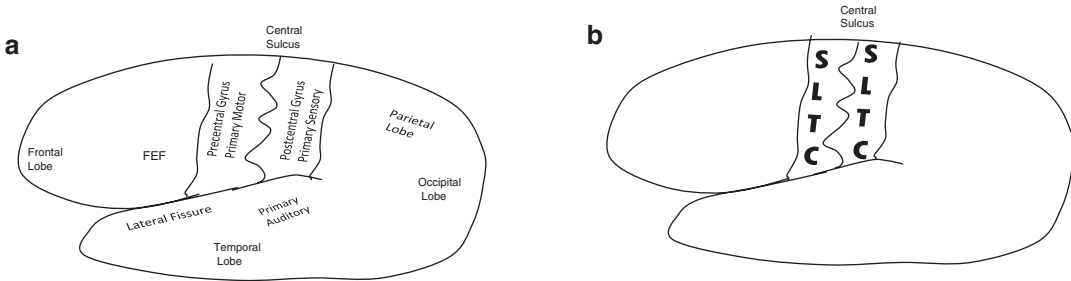 a
Central
Sulcus
Precentral Gyrus
Primary Motor
Postcentral Gyrus
Primary Sensory
Parietal
Lobe
Frontal
Lobe
FEF
Occipital
Lobe
Lateral Fissure
Primary
Auditory
Temporal
Lobe
b
Central
Sulcus
S
L
T
C
S
L
T
C